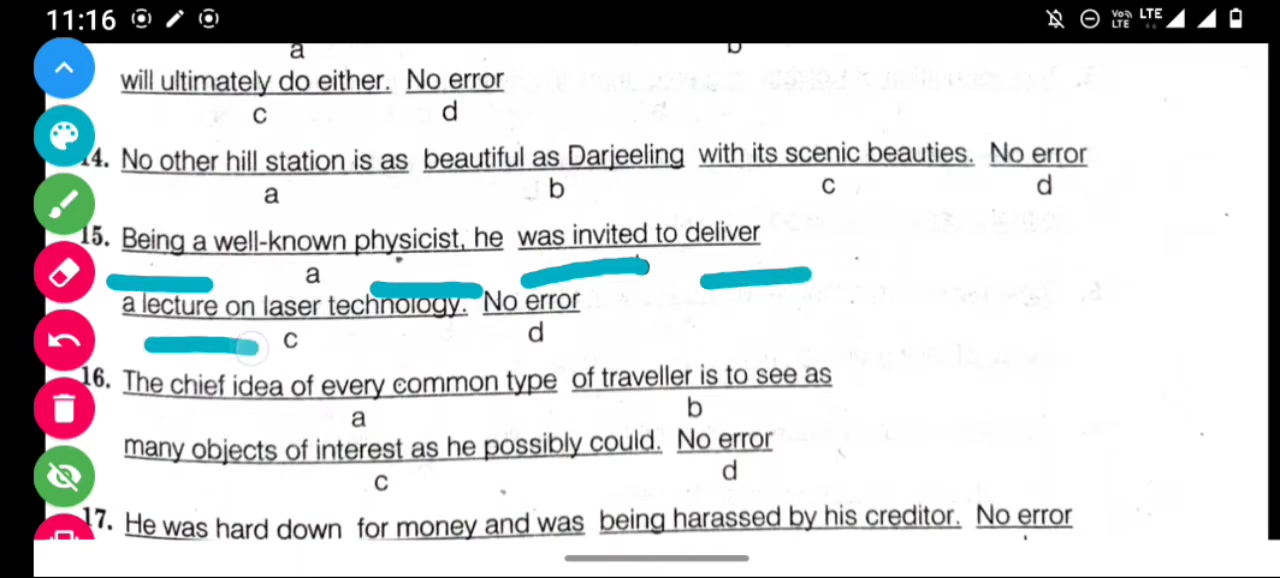 11:16 Vo)) LTE LTE
a b
will ultimately do either. No error
c d
14. No other hill station is as beautiful as Darjeeling with its scenic beauties. No error
a b c d
15. Being a well-known physicist, he was invited to deliver
a
a lecture on laser technology. No error
c d
16. The chief idea of every common type of traveller is to see as
a b
many objects of interest as he possibly could. No error
c d
17. He was hard down for money and was being harassed by his creditor. No error